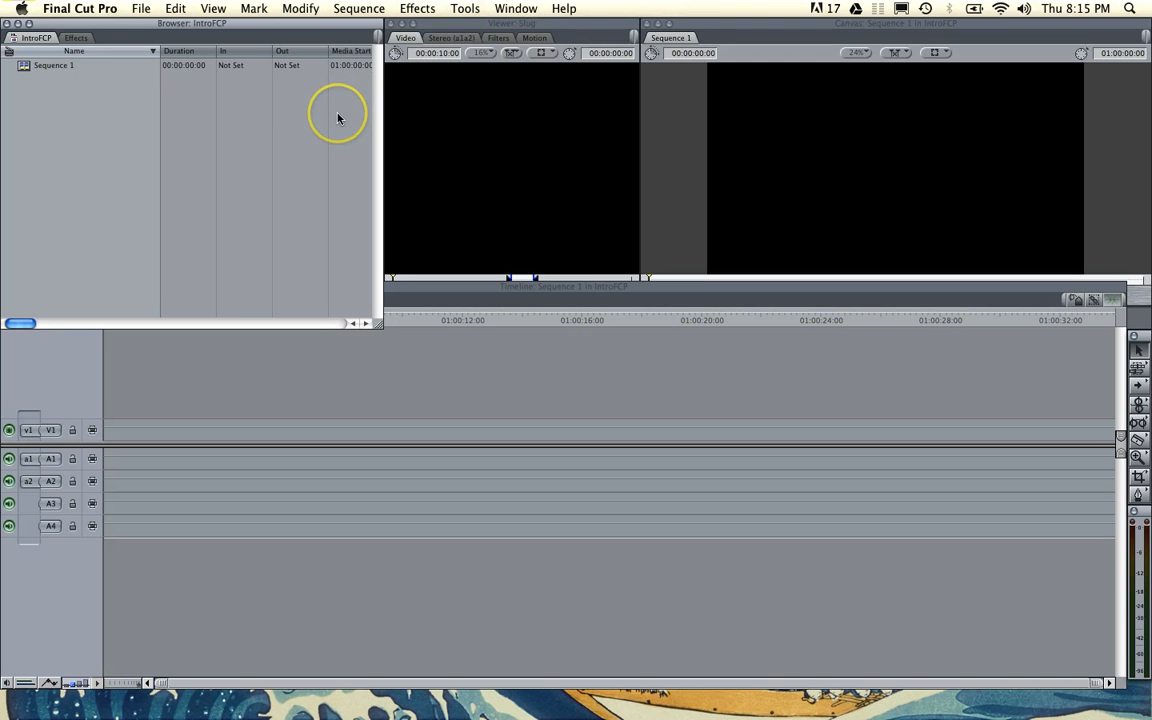 Final Cut Pro File Edit View Mark Modify Sequence Effects Tools Window Help 17 Thu 8:15 PM
Browser: IntroFCP Viewer: Slug Canvas: Sequence 1 in IntroFCP
IntroFCP Effects Video Stereo (a1a2) Filters Motion Sequence 1
Name Duration In Out Media Start
00:00:10:00 16% 00:00:00:00 00:00:00:00 24% 01:00:00:00
Sequence 1 00:00:00:00 Not Set Not Set 01:00:00:00
Timeline: Sequence 1 in IntroFCP
01:00:12:00 01:00:16:00 01:00:20:00 01:00:24:00 01:00:28:00 01:00:32:00
v1 V1
a1 A1
a2 A2
A3
A4